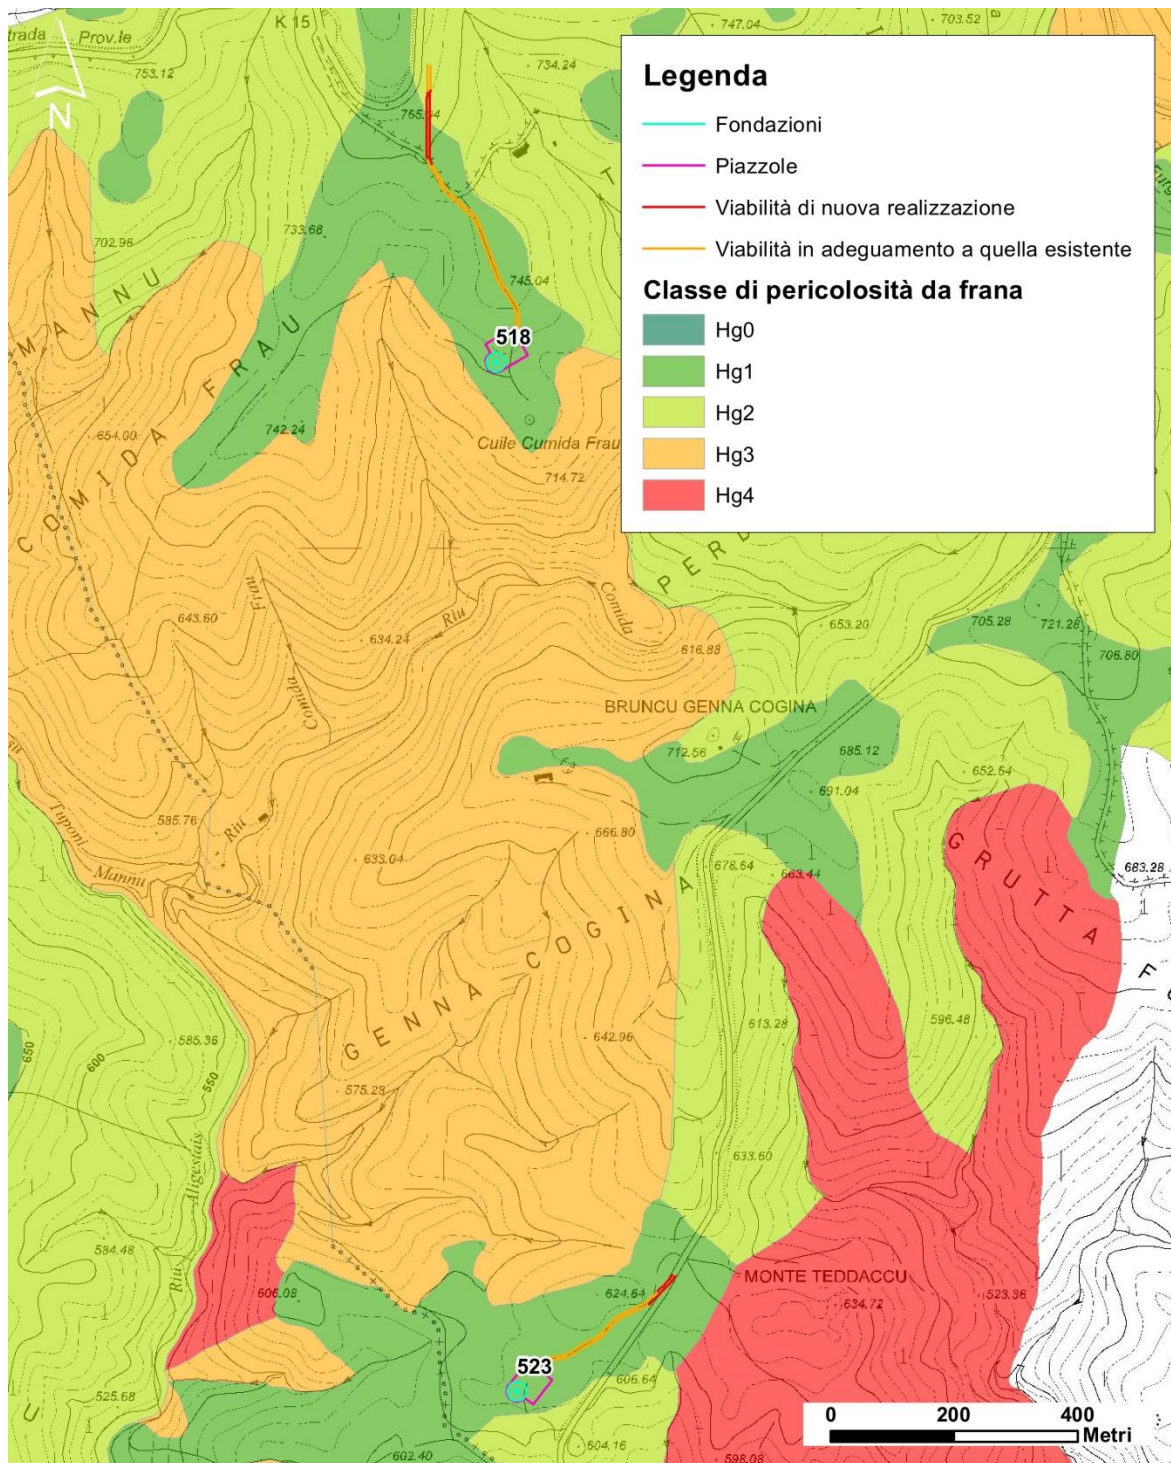 K 15
747.04
703.52
trada Prov.le
753.12
734.24
N
765.04
Legenda
Fondazioni
Piazzole
Viabilità di nuova realizzazione
Viabilità in adeguamento a quella esistente
Classe di pericolosità da frana
Hg0
Hg1
Hg2
Hg3
Hg4
702.96
733.68
745.04
MANNU
518
COMIDA FRAU
654.00
742.24
Cuile Cumida Frau
714.72
PERD
643.60
Frau
Comida
634.24
Riu
Comida
653.20
705.28
721.28
706.80
616.88
BRUNCU GENNA COGINA
712.56
685.12
652.64
691.04
Tuponi
Mannu
585.76
Riu
633.04
666.80
678.64
663.44
683.28
GRUTTA
GENNA COGINA
F
650
600
550
585.36
642.96
613.28
596.48
575.28
Aligestais
Riu
633.60
584.48
606.08
624.64
MONTE TEDDACCU
634.72
523.36
523
606.64
525.68
U
602.40
604.16
598.08
0 200 400
Metri